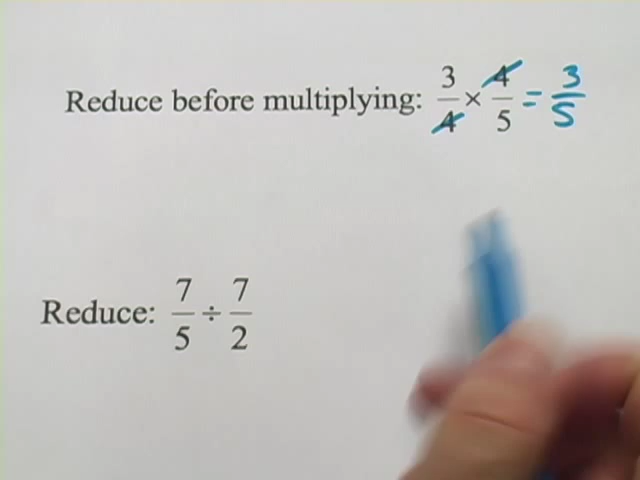 Reduce before multiplying: 3/4 × 4/5 = 3/5
Reduce: 7/5 ÷ 7/2